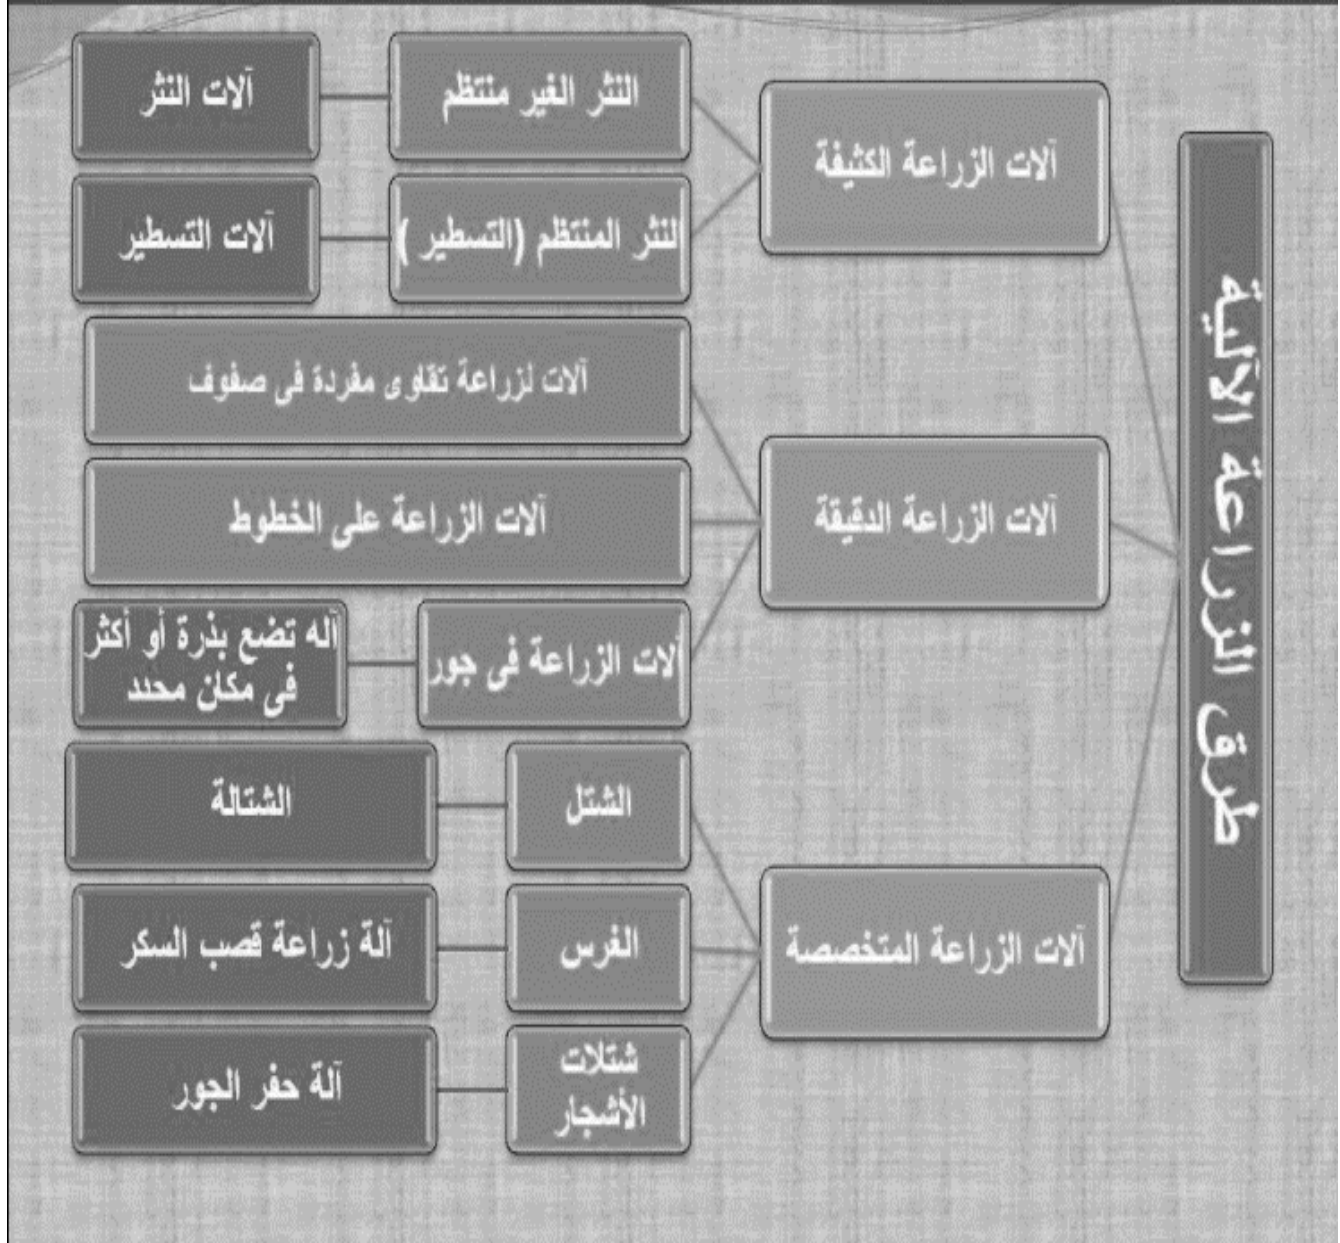 طرق الزراعة الآلية
آلات الزراعة الكثيفة
النثر الغير منتظم
آلات النثر
لنثر المنتظم (التسطير )
آلات التسطير
آلات الزراعة الدقيقة
آلات لزراعة تقاوى مفردة فى صفوف
آلات الزراعة على الخطوط
آلات الزراعة فى جور
آله تضع بذرة أو أكثر
فى مكان محدد
آلات الزراعة المتخصصة
الشتل
الشتالة
الغرس
آلة زراعة قصب السكر
شتلات
الأشجار
آلة حفر الجور